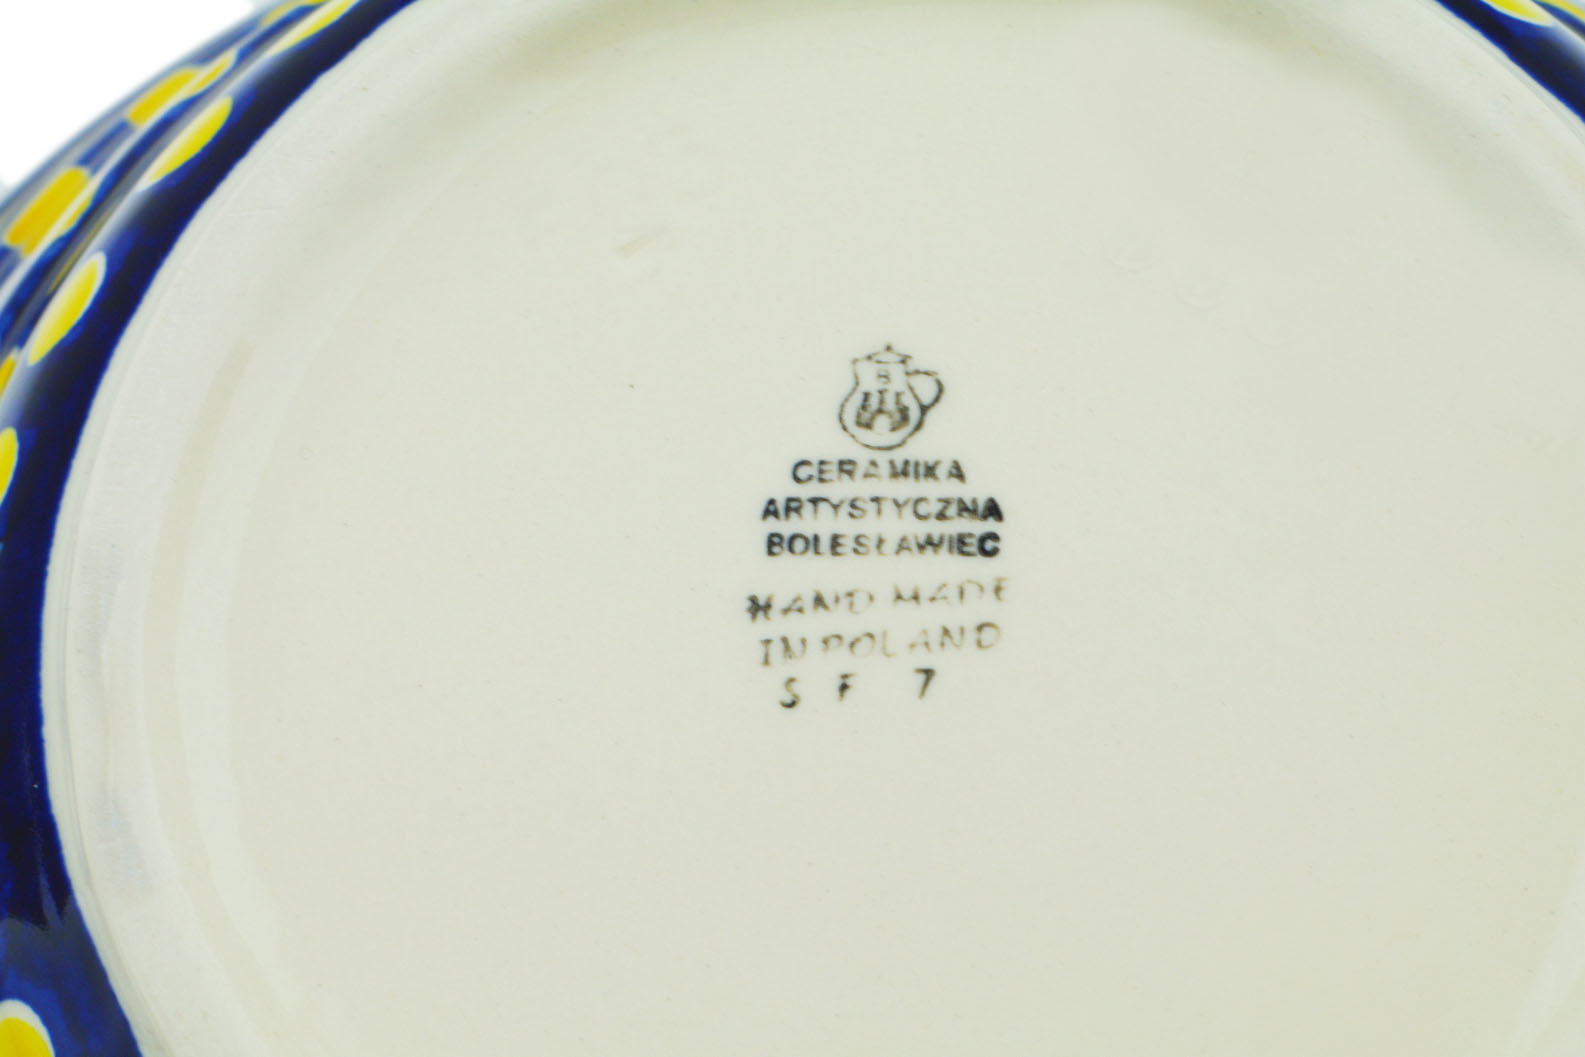 B
CERAMIKA
ARTYSTYCZNA
BOLESŁAWIEC
HAND MADE
IN POLAND
S F 7